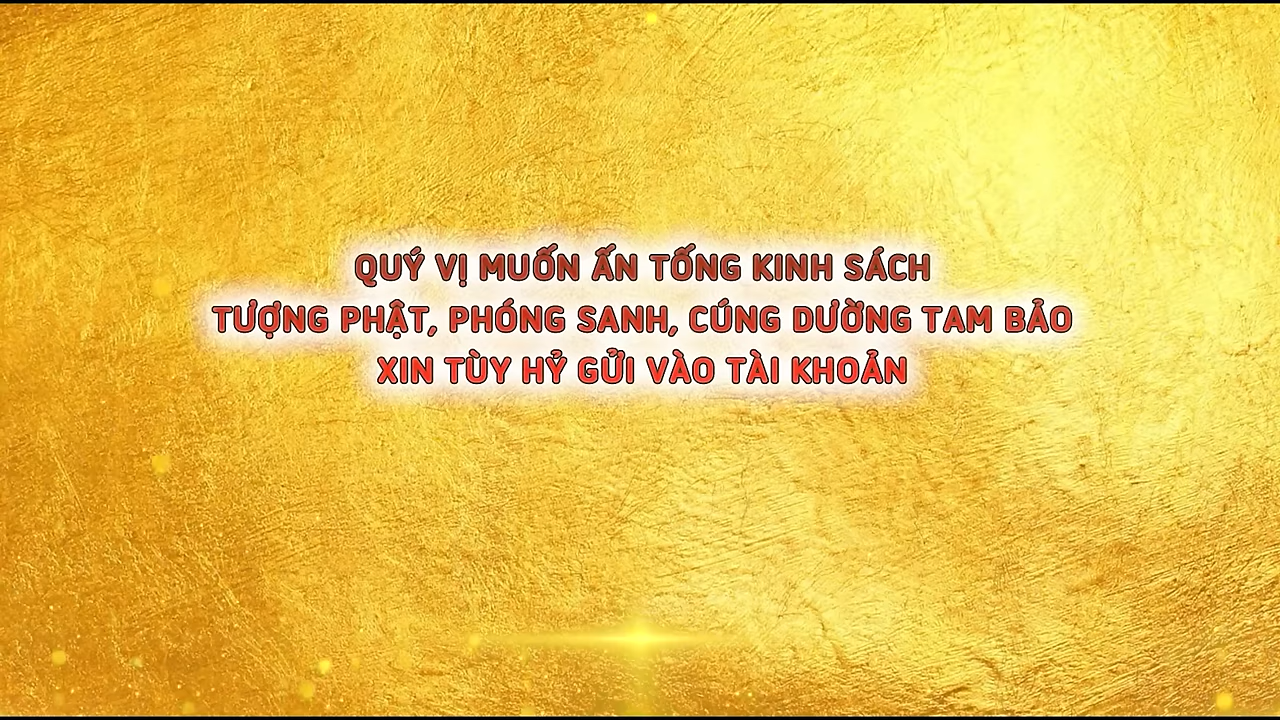 QUÝ VỊ MUỐN ẤN TỐNG KINH SÁCH
TƯỢNG PHẬT, PHÓNG SANH, CÚNG DƯỜNG TAM BẢO
XIN TÙY HỶ GỬI VÀO TÀI KHOẢN